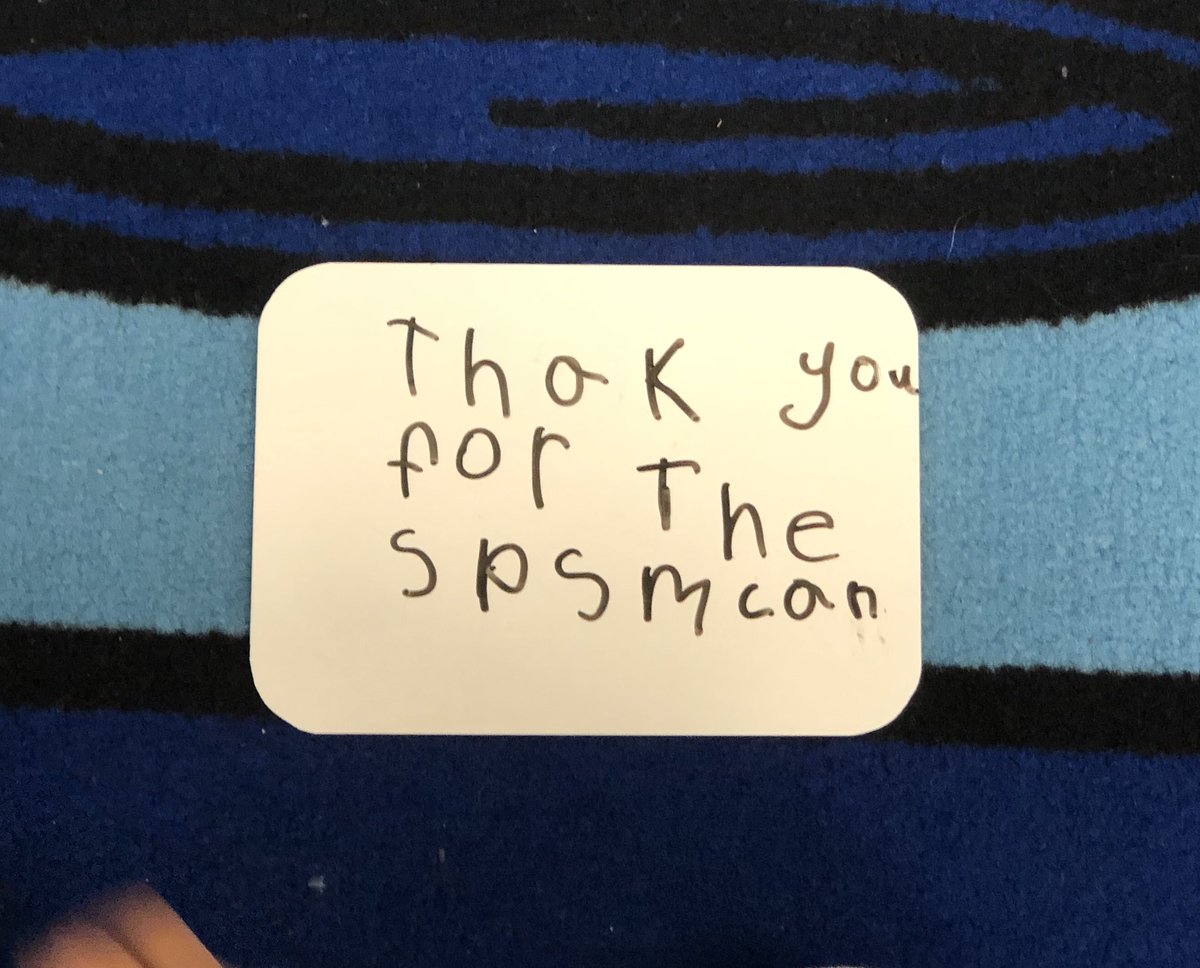 Thak you
for The
spsmcan